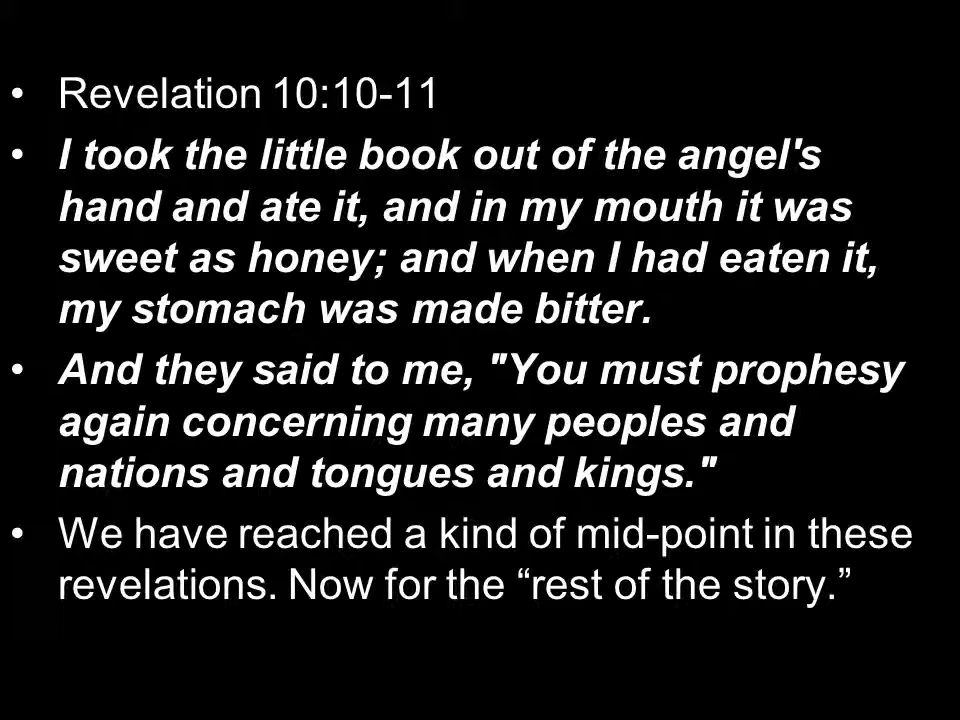 • Revelation 10:10-11
• I took the little book out of the angel's
hand and ate it, and in my mouth it was
sweet as honey; and when I had eaten it,
my stomach was made bitter.
• And they said to me, "You must prophesy
again concerning many peoples and
nations and tongues and kings."
• We have reached a kind of mid-point in these
revelations. Now for the “rest of the story.”